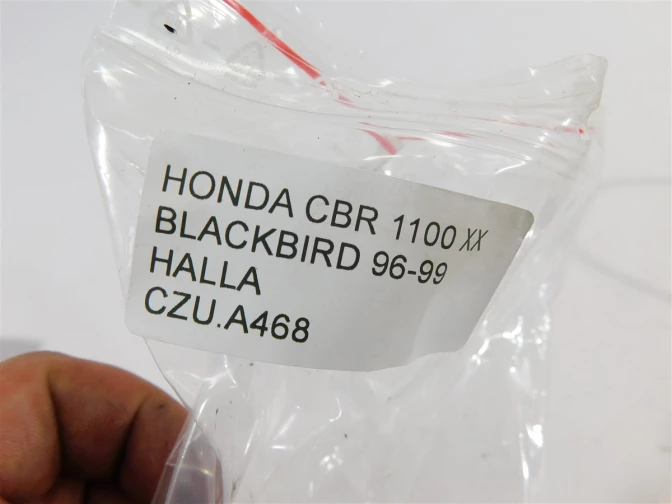 HONDA CBR 1100 XX
BLACKBIRD 96-99
HALLA
CZU.A468